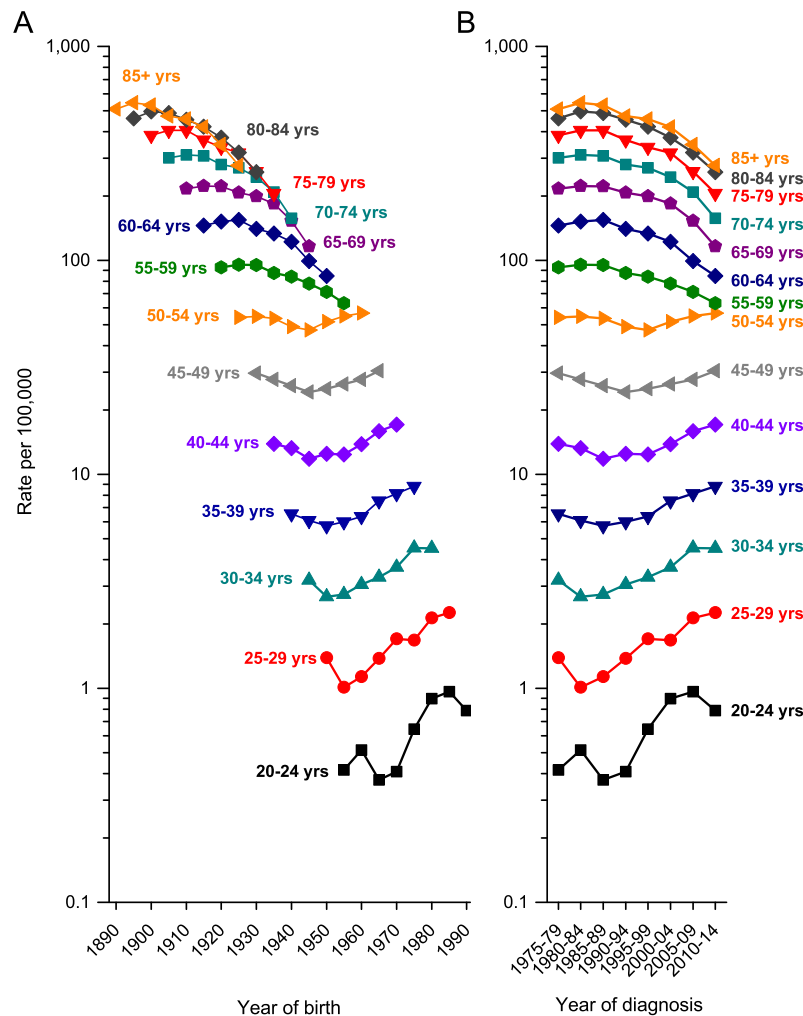 A
B
1,000
100
10
1
0.1
Rate per 100,000
85+ yrs
80-84 yrs
75-79 yrs
70-74 yrs
65-69 yrs
60-64 yrs
55-59 yrs
50-54 yrs
45-49 yrs
40-44 yrs
35-39 yrs
30-34 yrs
25-29 yrs
20-24 yrs
1890
1900
1910
1920
1930
1940
1950
1960
1970
1980
1990
Year of birth
1,000
100
10
1
0.1
85+ yrs
80-84 yrs
75-79 yrs
70-74 yrs
65-69 yrs
60-64 yrs
55-59 yrs
50-54 yrs
45-49 yrs
40-44 yrs
35-39 yrs
30-34 yrs
25-29 yrs
20-24 yrs
1975-79
1980-84
1985-89
1990-94
1995-99
2000-04
2005-09
2010-14
Year of diagnosis